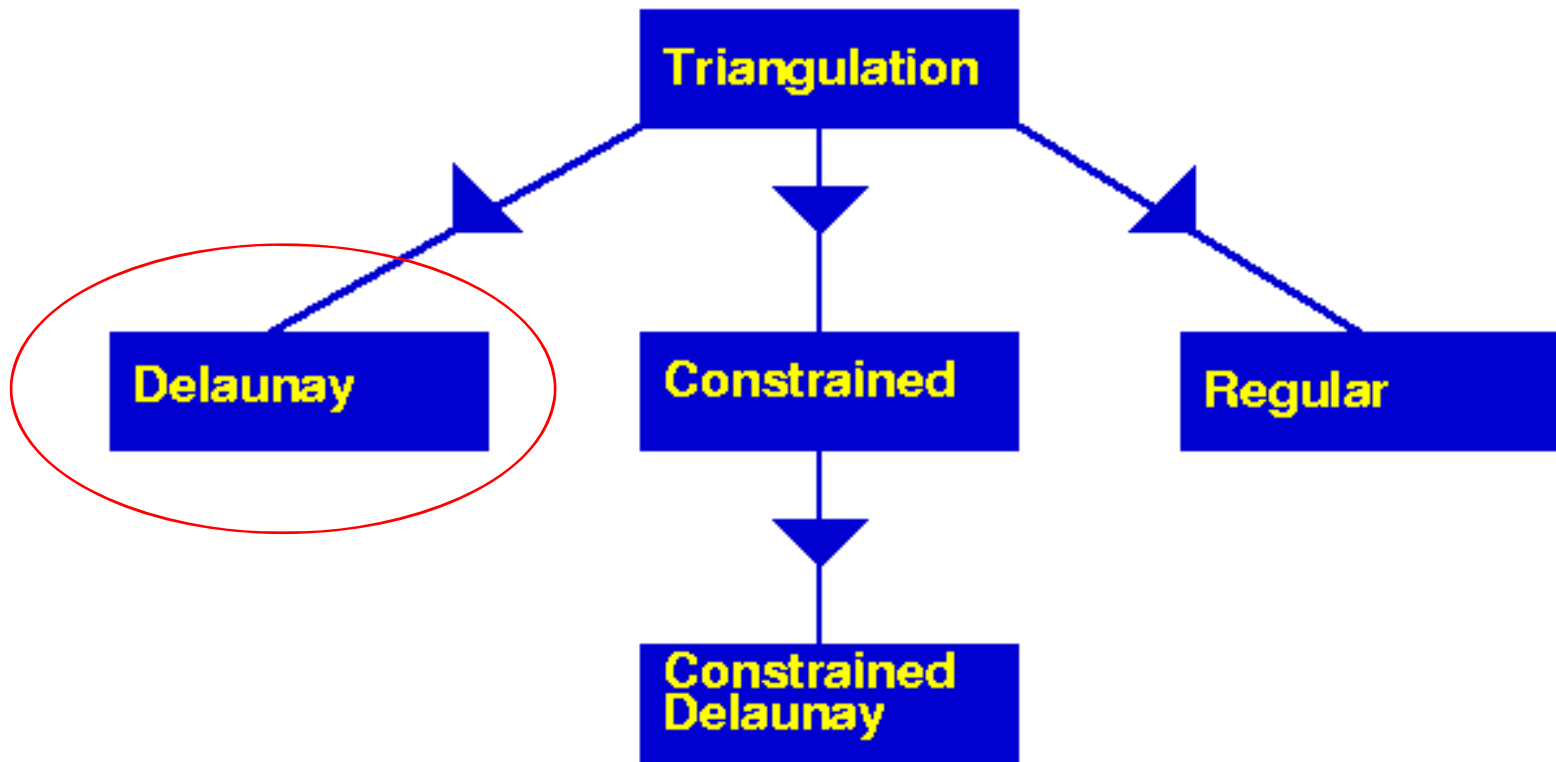 Triangulation
Delaunay
Constrained
Regular
Constrained
Delaunay